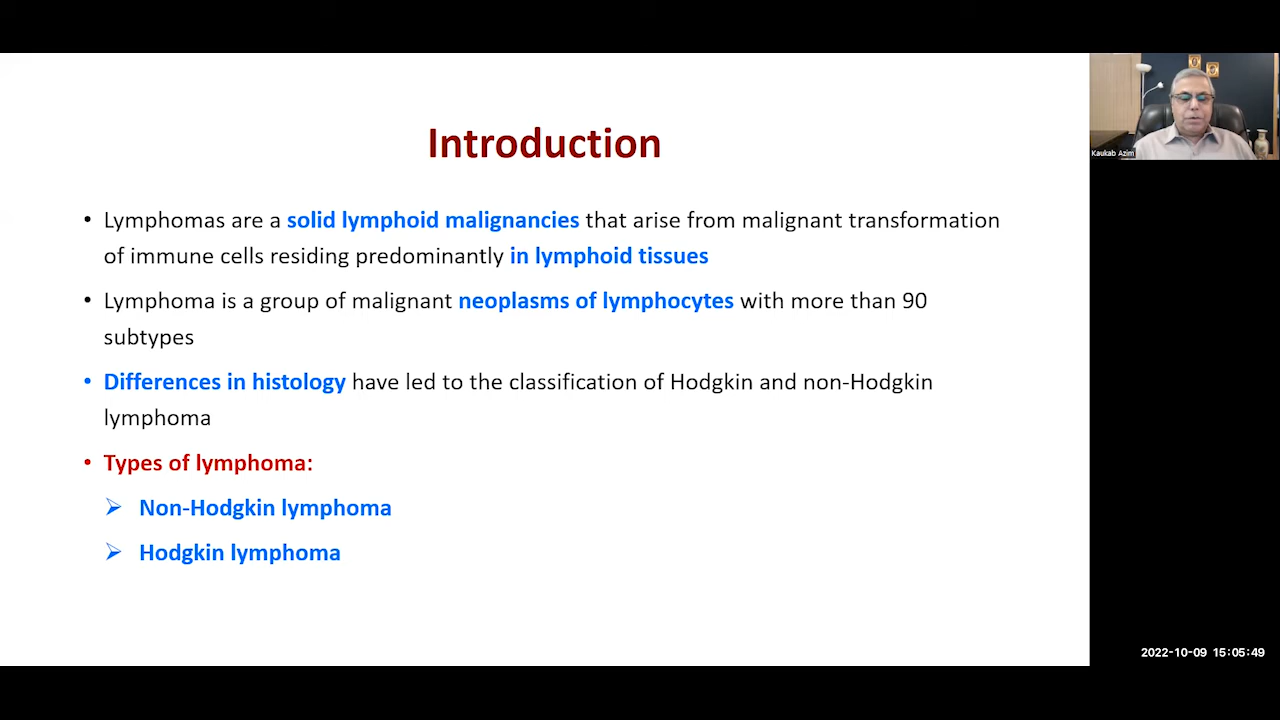 Introduction
• Lymphomas are a solid lymphoid malignancies that arise from malignant transformation
of immune cells residing predominantly in lymphoid tissues
• Lymphoma is a group of malignant neoplasms of lymphocytes with more than 90
subtypes
• Differences in histology have led to the classification of Hodgkin and non-Hodgkin
lymphoma
• Types of lymphoma:
➢ Non-Hodgkin lymphoma
➢ Hodgkin lymphoma
Kaukab Azim
2022-10-09 15:05:49